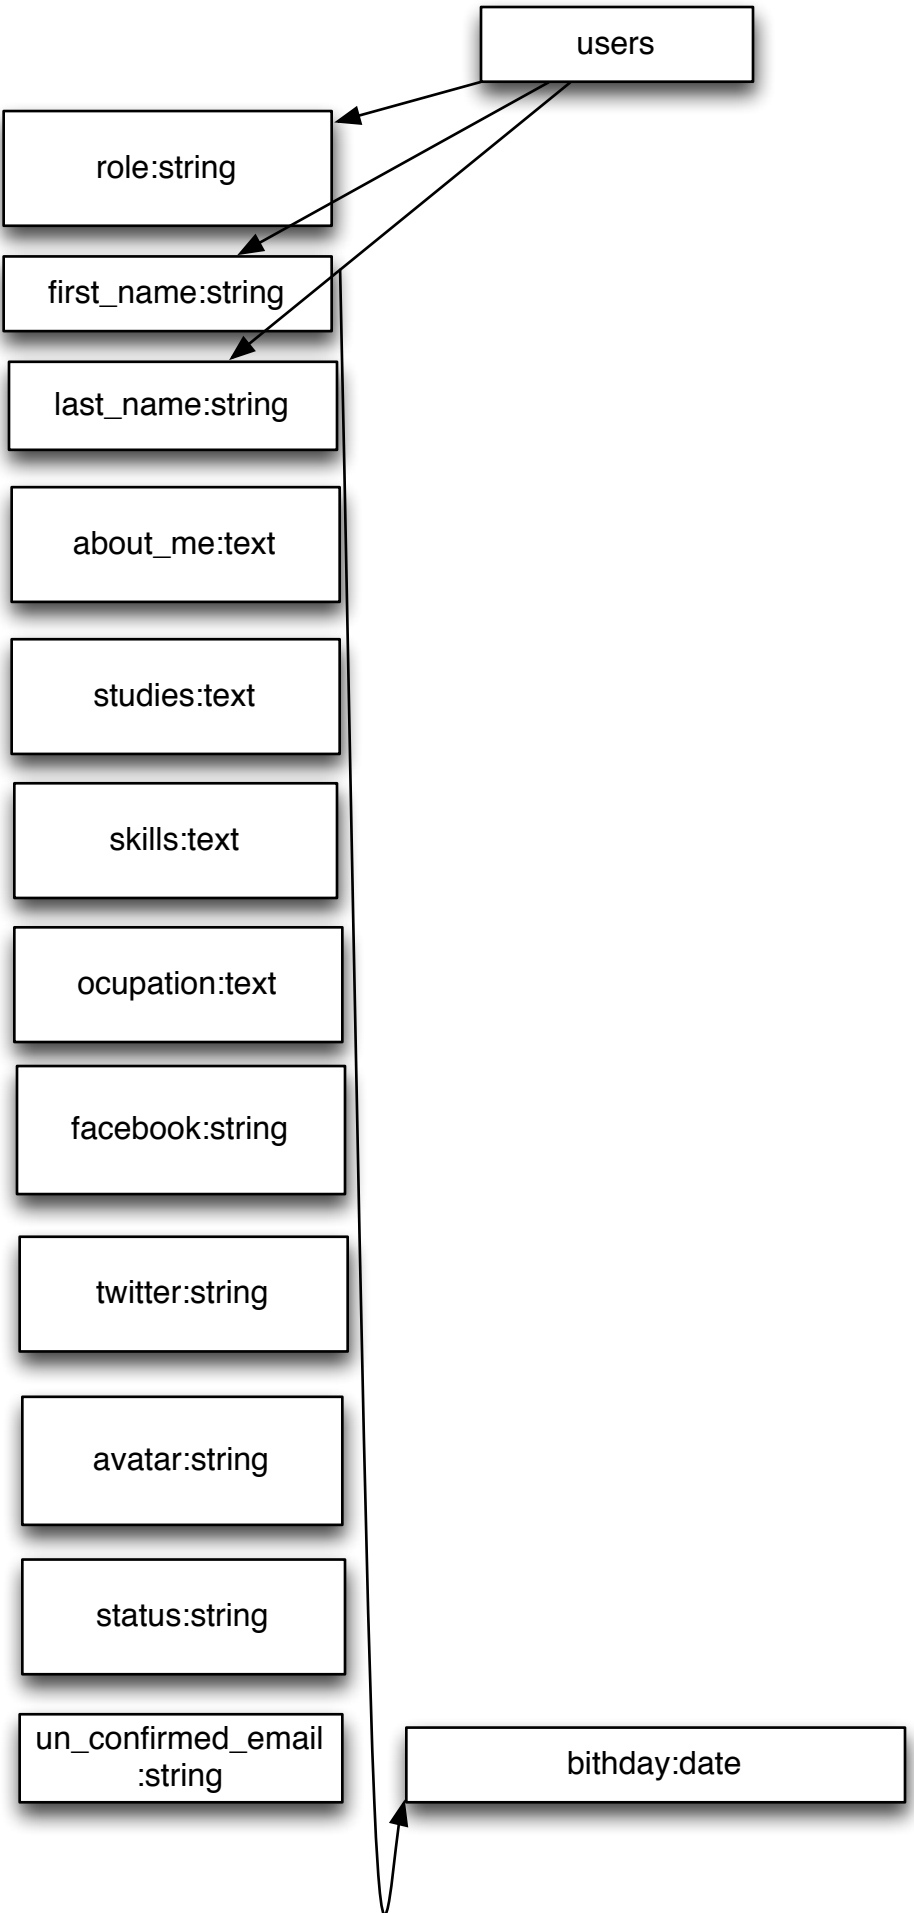 users
role:string
first_name:string
last_name:string
about_me:text
studies:text
skills:text
ocupation:text
facebook:string
twitter:string
avatar:string
status:string
un_confirmed_email
:string
bithday:date